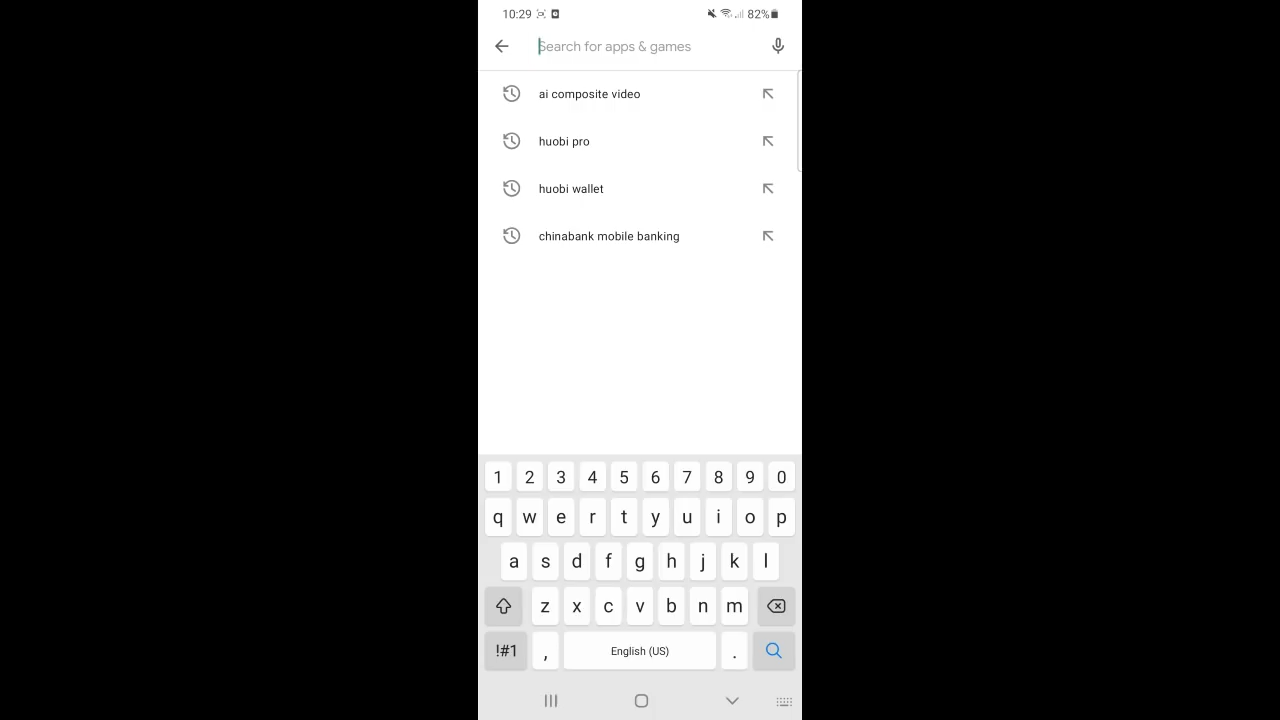 10:29 82%
Search for apps & games
ai composite video
huobi pro
huobi wallet
chinabank mobile banking
1 2 3 4 5 6 7 8 9 0
q w e r t y u i o p
a s d f g h j k l
z x c v b n m
!#1 , English (US) .